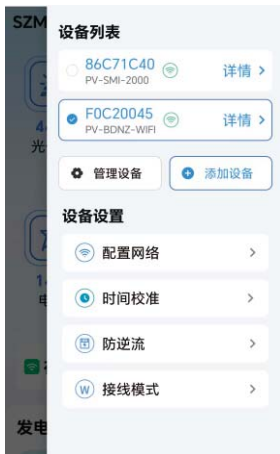 SZM
设备列表
86C71C40
PV-SMI-2000
详情
F0C20045
PV-BDNZ-WIFI
详情
管理设备
添加设备
设备设置
配置网络
时间校准
防逆流
W 接线模式
光
发电